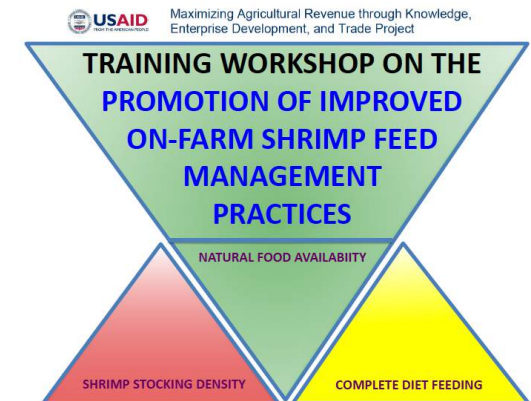 USAID
FROM THE AMERICAN PEOPLE
Maximizing Agricultural Revenue through Knowledge,
Enterprise Development, and Trade Project
TRAINING WORKSHOP ON THE
PROMOTION OF IMPROVED
ON-FARM SHRIMP FEED
MANAGEMENT
PRACTICES
NATURAL FOOD AVAILABIITY
SHRIMP STOCKING DENSITY
COMPLETE DIET FEEDING